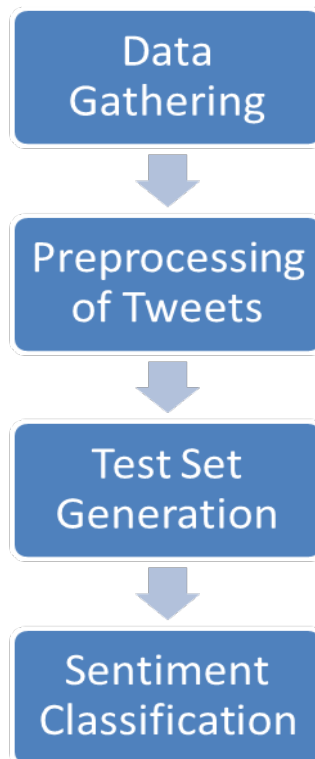 Data
Gathering
Preprocessing
of Tweets
Test Set
Generation
Sentiment
Classification